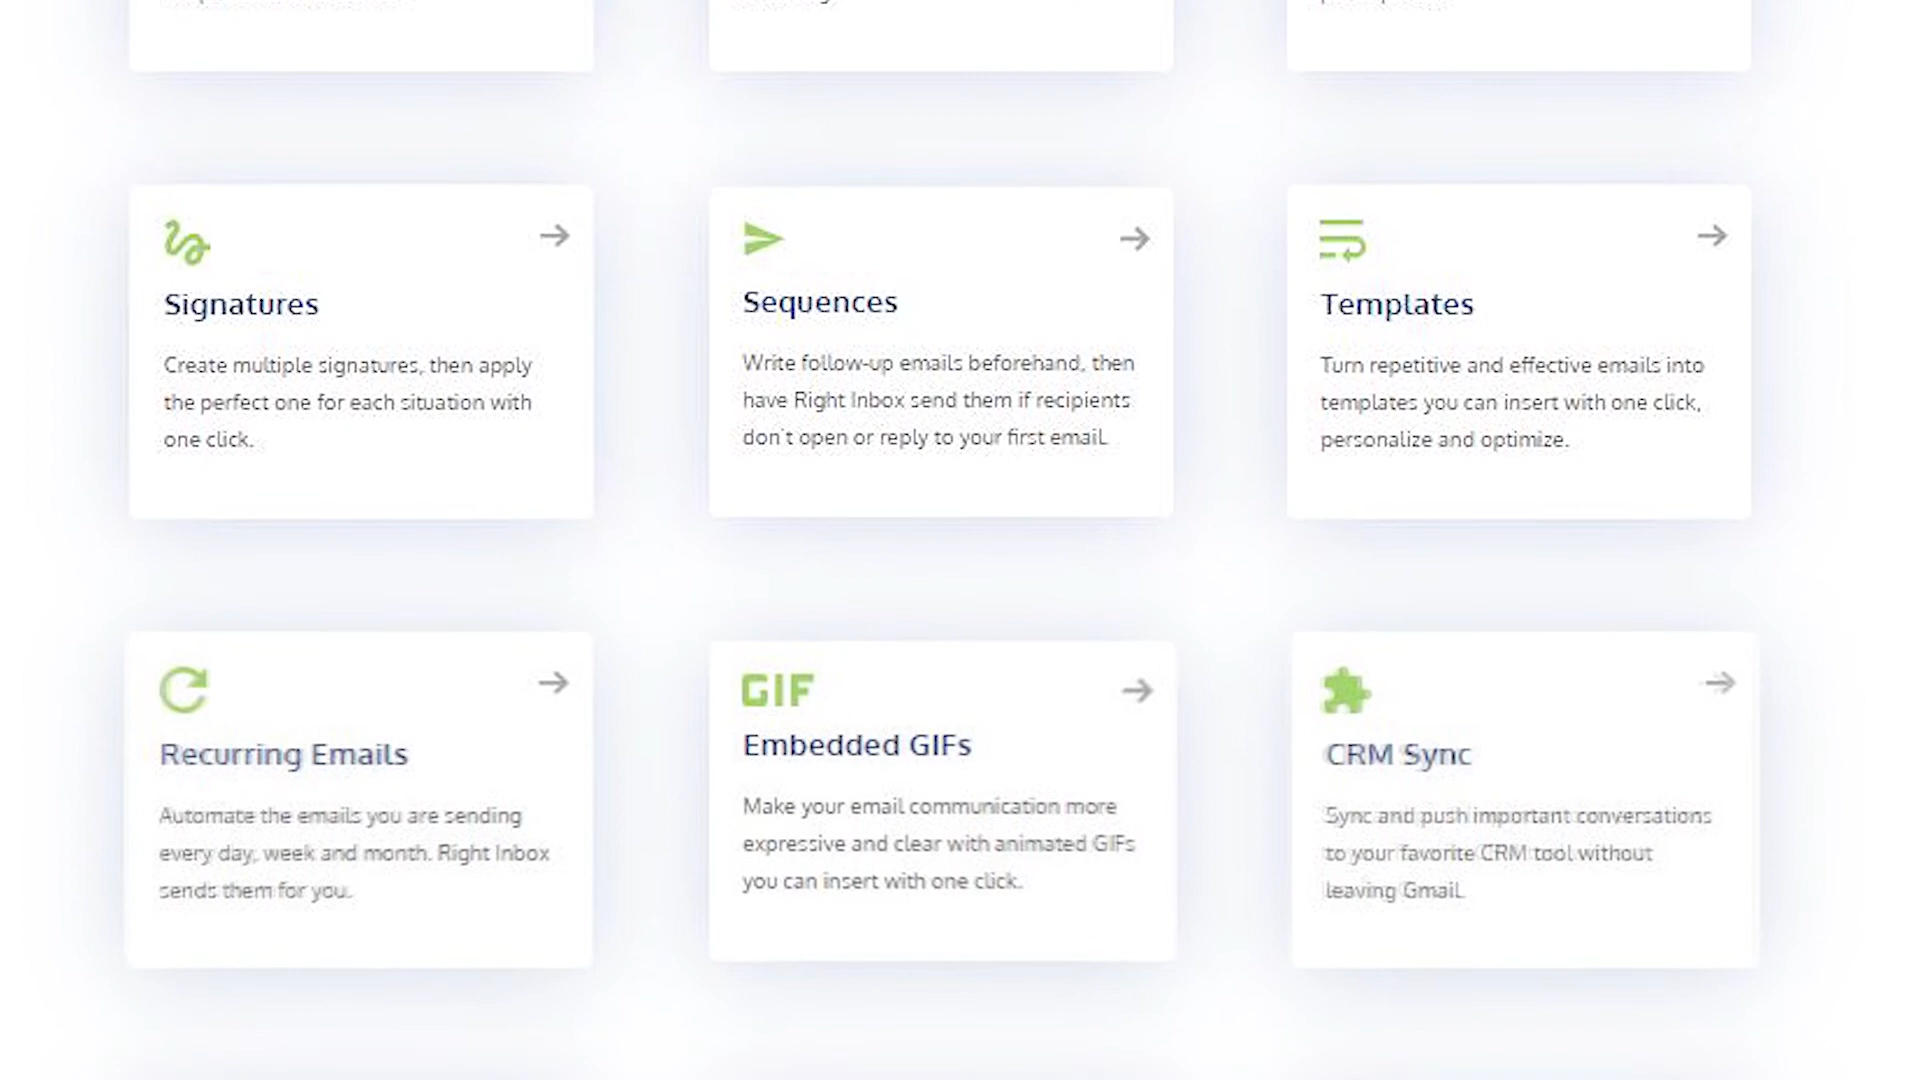 Signatures
Create multiple signatures, then apply
the perfect one for each situation with
one click.
Sequences
Write follow-up emails beforehand, then
have Right Inbox send them if recipients
don't open or reply to your first email.
Templates
Turn repetitive and effective emails into
templates you can insert with one click,
personalize and optimize.
Recurring Emails
Automate the emails you are sending
every day, week and month. Right Inbox
sends them for you.
GIF
Embedded GIFs
Make your email communication more
expressive and clear with animated GIFs
you can insert with one click.
CRM Sync
Sync and push important conversations
to your favorite CRM tool without
leaving Gmail.